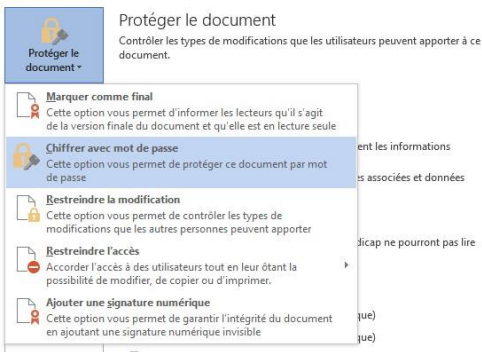 Protéger le document
Contrôler les types de modifications que les utilisateurs peuvent apporter à ce
document.
Protéger le
document
Marquer comme final
Cette option vous permet d'informer les lecteurs qu'il s'agit
de la version finale du document et qu'elle est en lecture seule
Chiffrer avec mot de passe
Cette option vous permet de protéger ce document par mot
de passe
ent les informations
es associées et données
Restreindre la modification
Cette option vous permet de contrôler les types de
modifications que les autres personnes peuvent apporter
dicap ne pourront pas lire
Restreindre l'accès
Accorder l'accès à des utilisateurs tout en leur ôtant la
possibilité de modifier, de copier ou d'imprimer.
Ajouter une signature numérique
Cette option vous permet de garantir l'intégrité du document
en ajoutant une signature numérique invisible
que)
que)